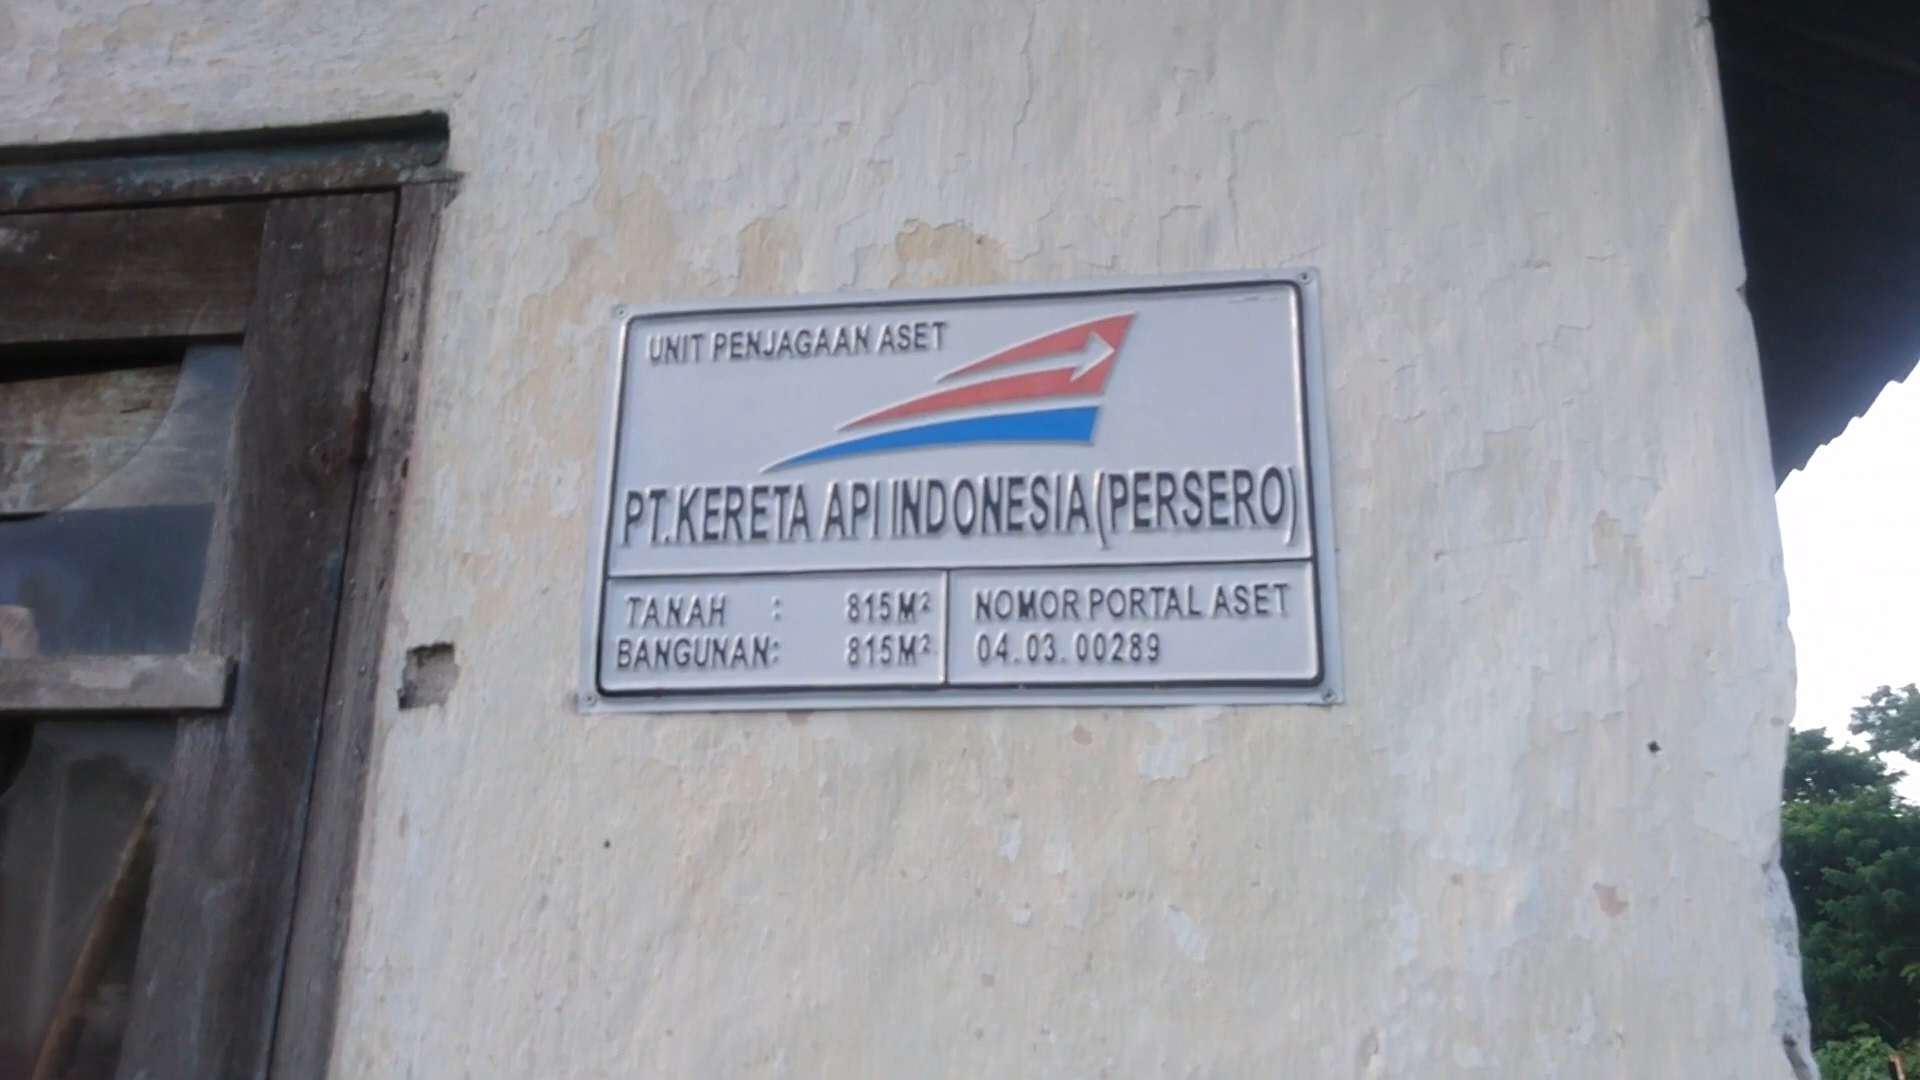 UNIT PENJAGAAN ASET
PT.KERETA API INDONESIA (PERSERO)
TANAH : 815M²
BANGUNAN: 815M²
NOMOR PORTAL ASET
04.03.00289